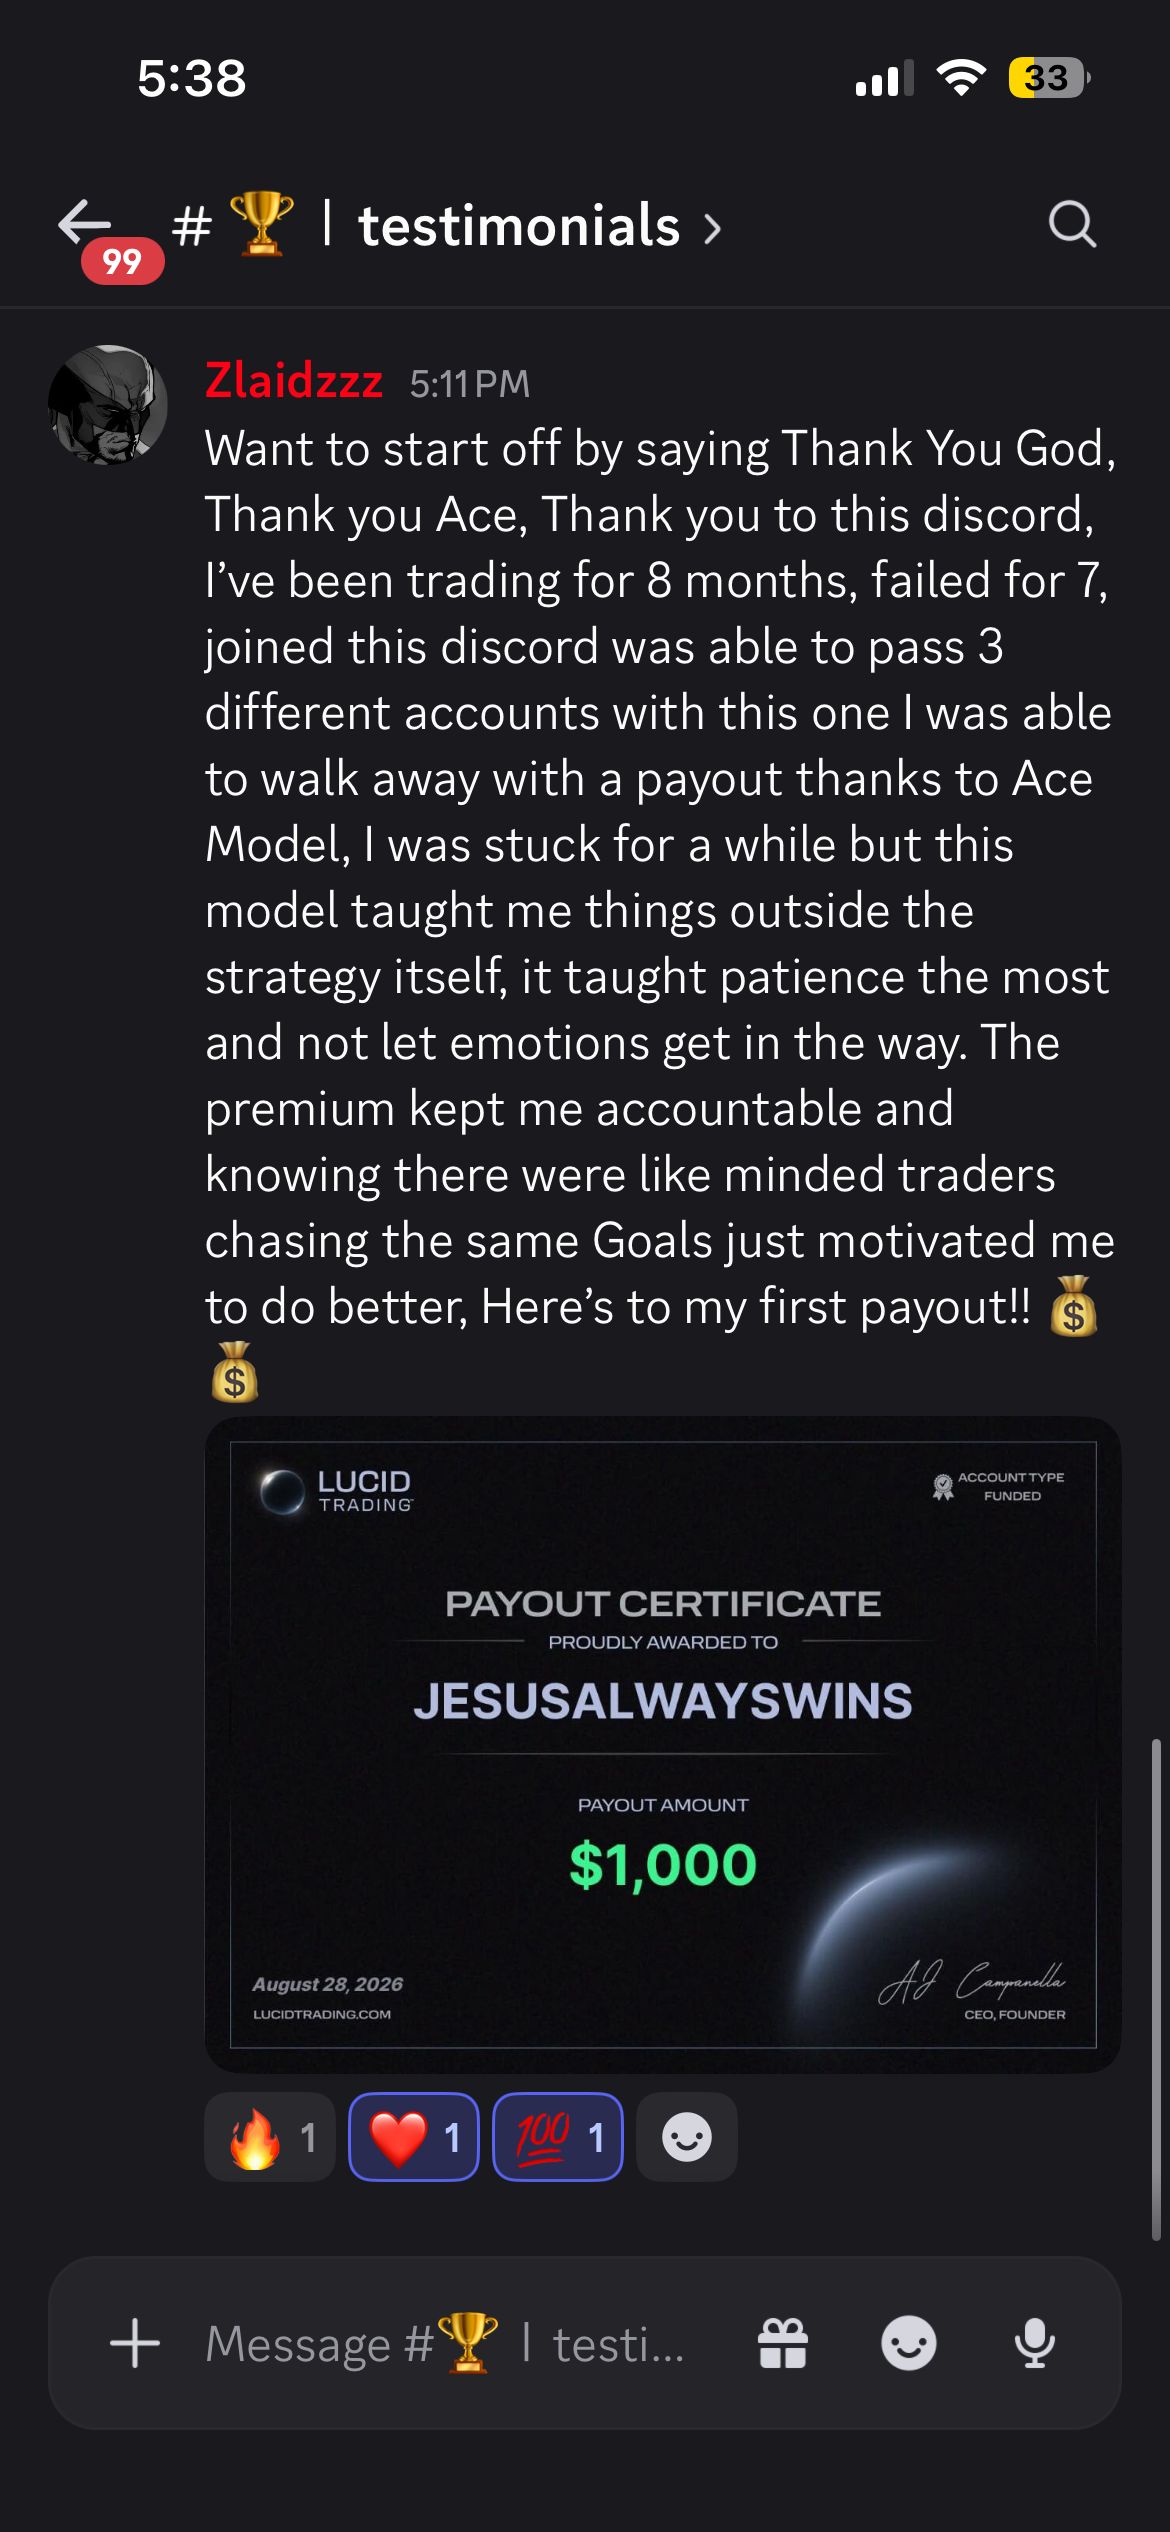 5:38
33
99
# 🏆 | testimonials >
Zlaidzzz 5:11 PM
Want to start off by saying Thank You God,
Thank you Ace, Thank you to this discord,
I’ve been trading for 8 months, failed for 7,
joined this discord was able to pass 3
different accounts with this one I was able
to walk away with a payout thanks to Ace
Model, I was stuck for a while but this
model taught me things outside the
strategy itself, it taught patience the most
and not let emotions get in the way. The
premium kept me accountable and
knowing there were like minded traders
chasing the same Goals just motivated me
to do better, Here’s to my first payout!! 💰
💰
LUCID
TRADING
ACCOUNT TYPE
FUNDED
PAYOUT CERTIFICATE
PROUDLY AWARDED TO
JESUSALWAYSWINS
PAYOUT AMOUNT
$1,000
August 28, 2026
LUCIDTRADING.COM
AJ Campanella
CEO, FOUNDER
🔥 1 ❤️ 1 💯 1
Message #🏆 | testi...